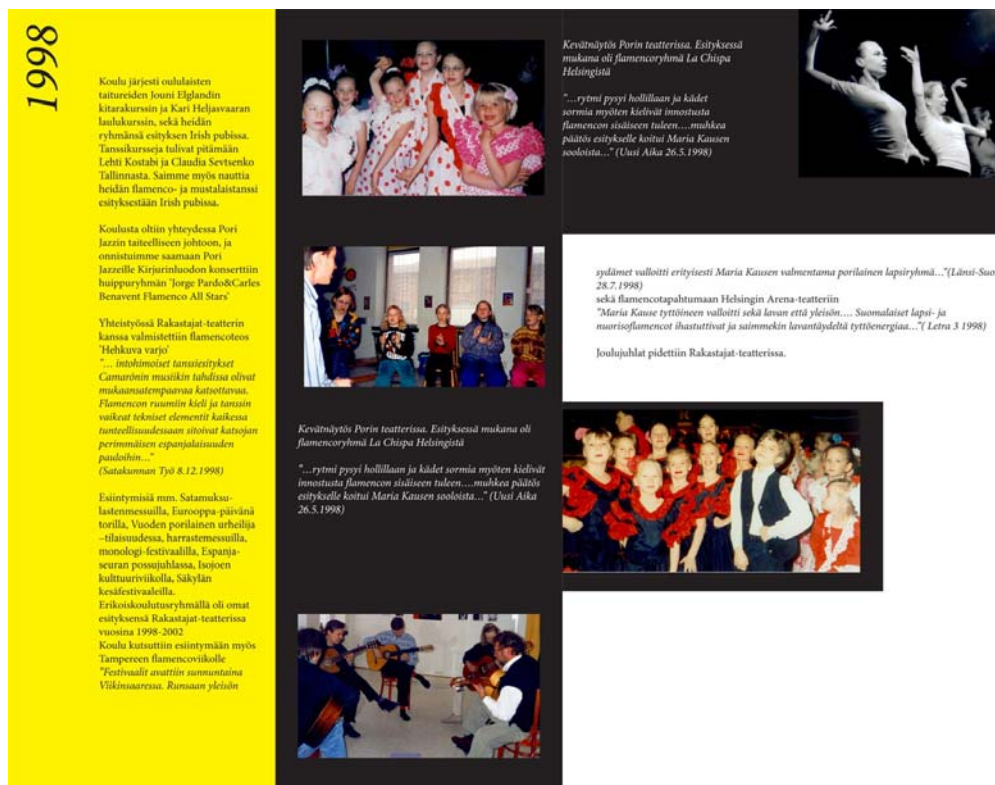 1998
Koulu järjesti oululaisten
taitureiden Jouni Elglandin
kitarakurssin ja Kari Heljasvaaran
laulukurssin, sekä heidän
ryhmänsä esityksen Irish pubissa.
Tanssikursseja tulivat pitämään
Lehti Kostabi ja Claudia Sevtsenko
Tallinnasta. Saimme myös nauttia
heidän flamenco- ja mustalaistanssi
esityksestään Irish pubissa.
Koulusta oltiin yhteydessa Pori
Jazzin taiteelliseen johtoon, ja
onnistuimme saamaan Pori
Jazzeille Kirjurinluodon konserttiin
huippuryhmän 'Jorge Pardo&Carles
Benavent Flamenco All Stars'
Yhteistyössä Rakastajat-teatterin
kanssa valmistettiin flamencoteos
'Hehkuva varjo'
"... intohimoiset tanssiesitykset
Camarónin musiikin tahdissa olivat
mukaansatempaavaa katsottavaa.
Flamencon ruumiin kieli ja tanssin
vaikeat tekniset elementit kaikessa
tunteellisuudessaan sitoivat katsojan
perimmäisen espanjalaisuuden
pauloihin..."
(Satakunnan Työ 8.12.1998)
Esiintymisiä mm. Satamuksu-
lastenmessuilla, Eurooppa-päivänä
torilla, Vuoden porilainen urheilija
–tilaisuudessa, harrastemessuilla,
monologi-festivaalilla, Espanja-
seuran possujuhlassa, Isojoen
kulttuuriviikolla, Säkylän
kesäfestivaaleilla.
Erikoiskoulutusryhmällä oli omat
esityksensä Rakastajat-teatterissa
vuosina 1998-2002
Koulu kutsuttiin esiintymään myös
Tampereen flamencoviikolle
"Festivaalit avattiin sunnuntaina
Viikinsaaressa. Runsaan yleisön
Kevätnäytös Porin teatterissa. Esityksessä mukana oli
flamencoryhmä La Chispa Helsingistä
"...rytmi pysyi hollillaan ja kädet sormia myöten kielivät
innostusta flamencon sisäiseen tuleen....muhkea päätös
esitykselle koitui Maria Kausen sooloista..." (Uusi Aika
26.5.1998)
Kevätnäytös Porin teatterissa. Esityksessä
mukana oli flamencoryhmä La Chispa
Helsingistä
"...rytmi pysyi hollillaan ja kädet
sormia myöten kielivät innostusta
flamencon sisäiseen tuleen....muhkea
päätös esitykselle koitui Maria Kausen
sooloista..." (Uusi Aika 26.5.1998)
sydämet valloitti erityisesti Maria Kausen valmentama porilainen lapsiryhmä..."(Länsi-Suo
28.7.1998)
sekä flamencotapahtumaan Helsingin Arena-teatteriin
"Maria Kause tyttöineen valloitti sekä lavan että yleisön.... Suomalaiset lapsi- ja
nuorisoflamencot ihastuttivat ja saimmekin lavantäydeltä tyttöenergiaa..."( Letra 3 1998)
Joulujuhlat pidettiin Rakastajat-teatterissa.